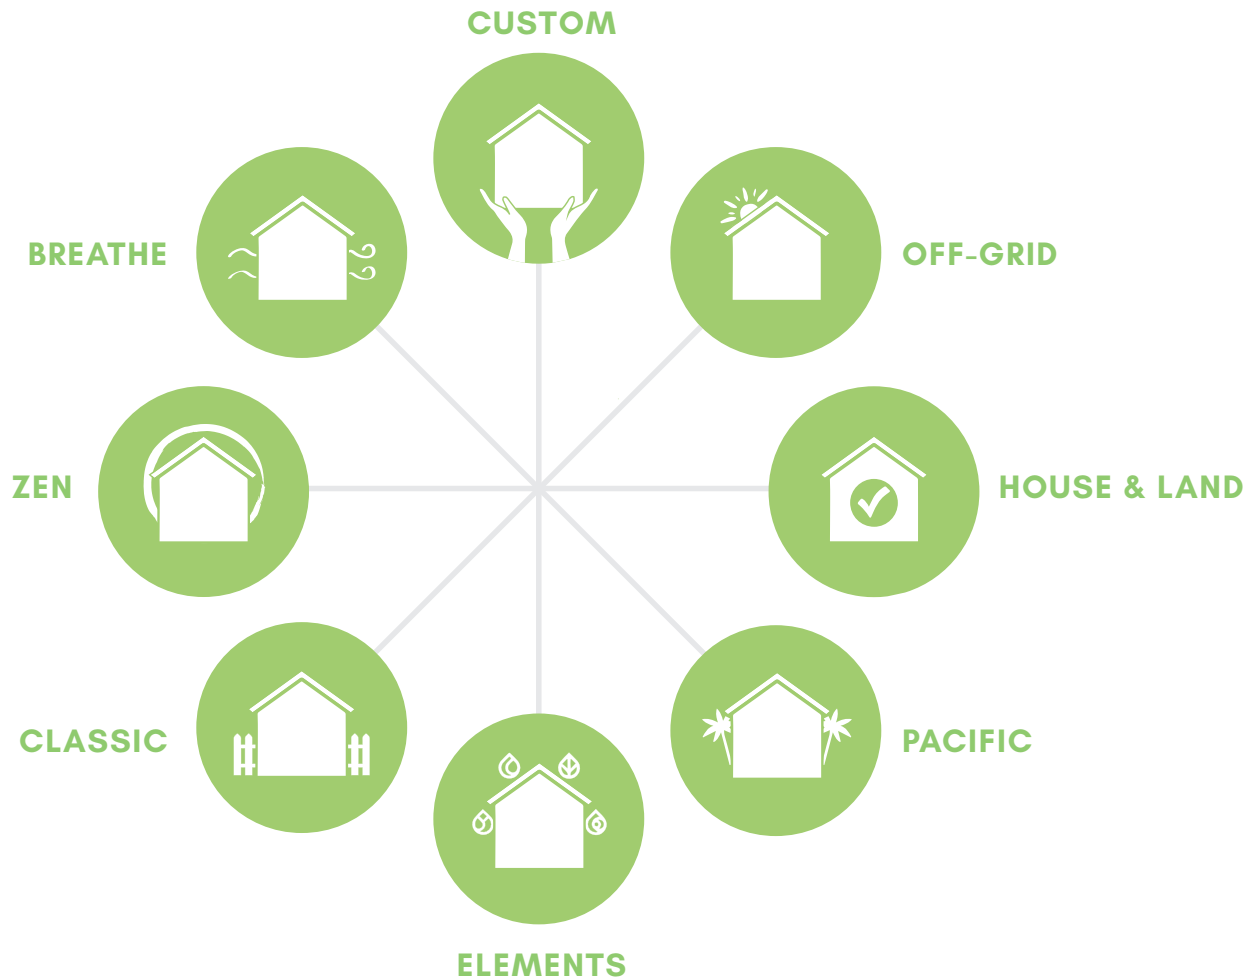 CUSTOM
BREATHE
OFF-GRID
ZEN
HOUSE & LAND
CLASSIC
PACIFIC
ELEMENTS